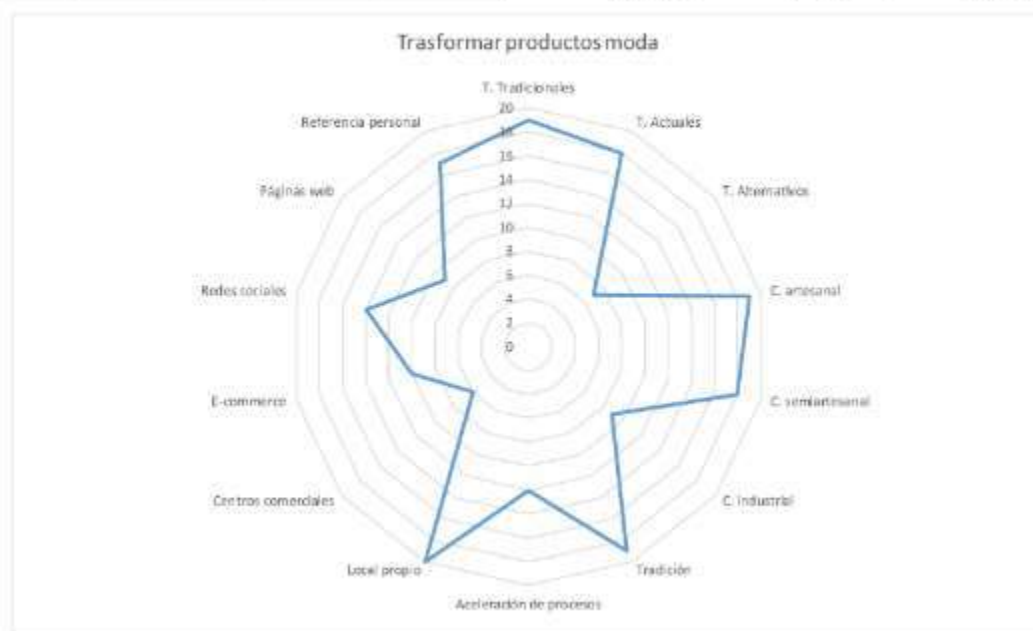 Trasformar productos moda
T. Tradicionales
20
Referencia personal
18
T. Actuales
16
14
Páginas web
T. Alternativos
12
10
8
Redes sociales
6
C. artesanal
4
2
0
E-commerce
C. semiartesanal
Centros comerciales
C. Industrial
Local propio
Tradición
Aceleración de procesos